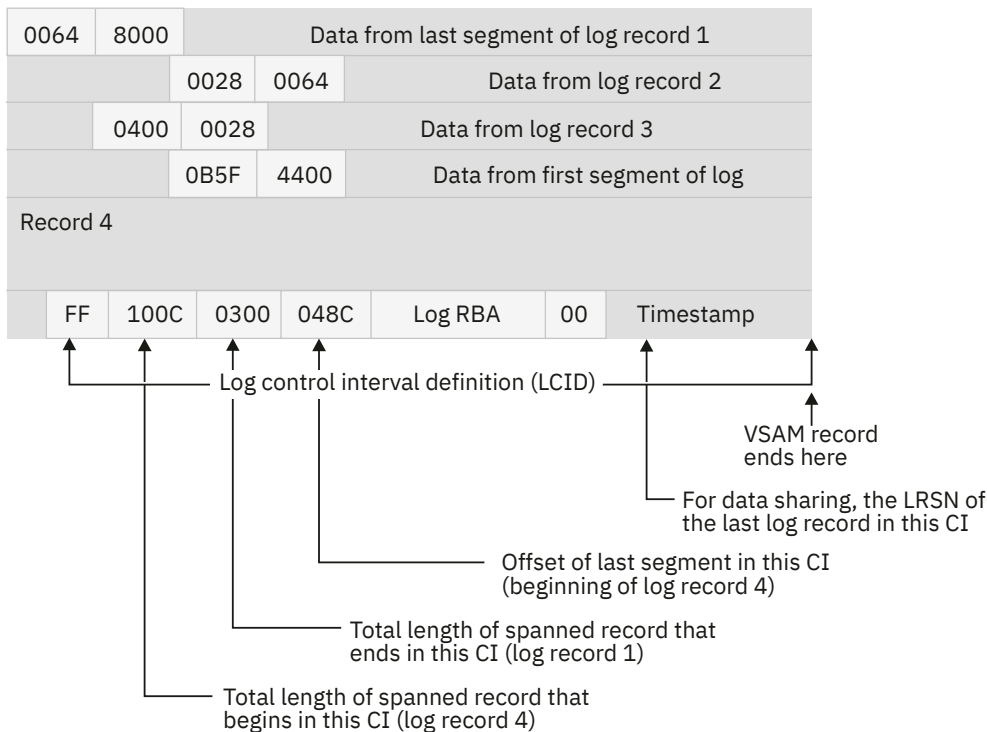 0064 8000 Data from last segment of log record 1
0028 0064 Data from log record 2
0400 0028 Data from log record 3
0B5F 4400 Data from first segment of log
Record 4
FF 100C 0300 048C Log RBA 00 Timestamp
Log control interval definition (LCID)
VSAM record
ends here
For data sharing, the LRSN of
the last log record in this CI
Offset of last segment in this CI
(beginning of log record 4)
Total length of spanned record that
ends in this CI (log record 1)
Total length of spanned record that
begins in this CI (log record 4)